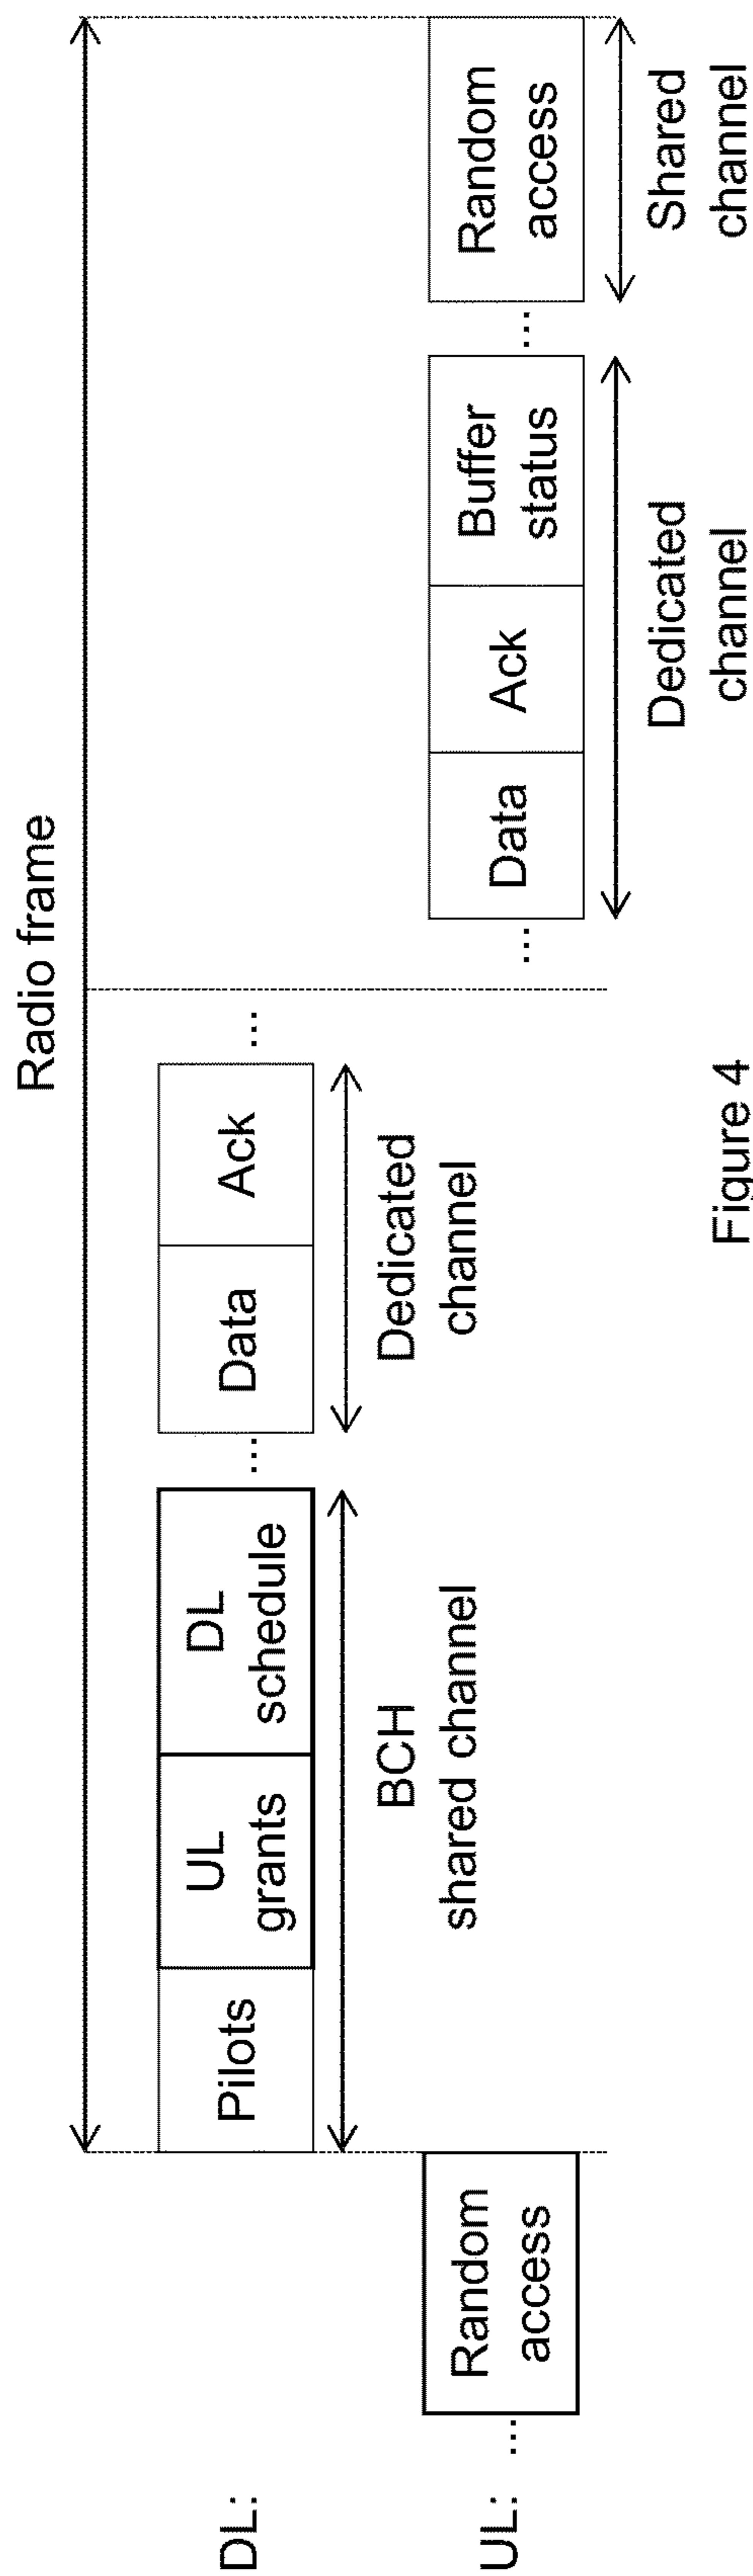 Radio frame
DL:
Pilots
UL
grants
DL
schedule
...
Data
Ack
...
BCH
shared channel
Dedicated
channel
UL:
...
Random
access
...
Data
Ack
Buffer
status
...
Random
access
Dedicated
channel
Shared
channel
Figure 4